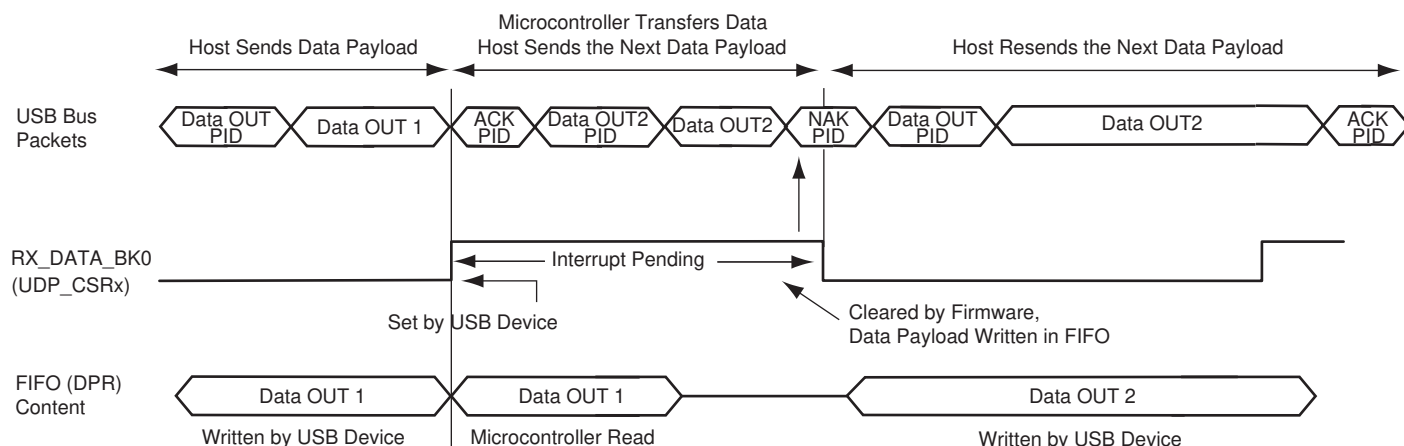 Host Sends Data Payload
Microcontroller Transfers Data
Host Sends the Next Data Payload
Host Resends the Next Data Payload
USB Bus
Packets
Data OUT
PID
Data OUT 1
ACK
PID
Data OUT2
PID
Data OUT2
NAK
PID
Data OUT
PID
Data OUT2
ACK
PID
RX_DATA_BK0
(UDP_CSRx)
Interrupt Pending
Set by USB Device
Cleared by Firmware,
Data Payload Written in FIFO
FIFO (DPR)
Content
Data OUT 1
Data OUT 1
Data OUT 2
Written by USB Device
Microcontroller Read
Written by USB Device